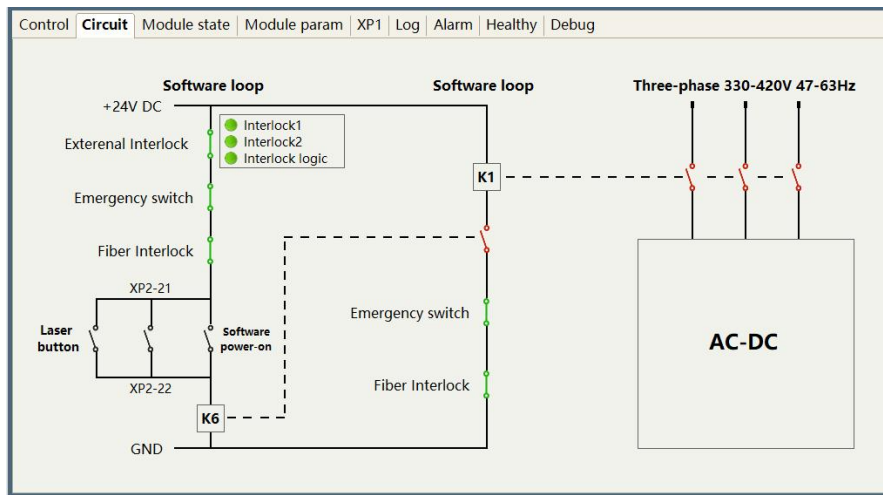 Control Circuit Module state Module param XP1 Log Alarm Healthy Debug
Software loop
Software loop
Three-phase 330-420V 47-63Hz
+24V DC
Interlock1
Interlock2
Interlock logic
Exterenal Interlock
K1
Emergency switch
Fiber Interlock
XP2-21
Laser
button
Software
power-on
Emergency switch
AC-DC
XP2-22
Fiber Interlock
K6
GND